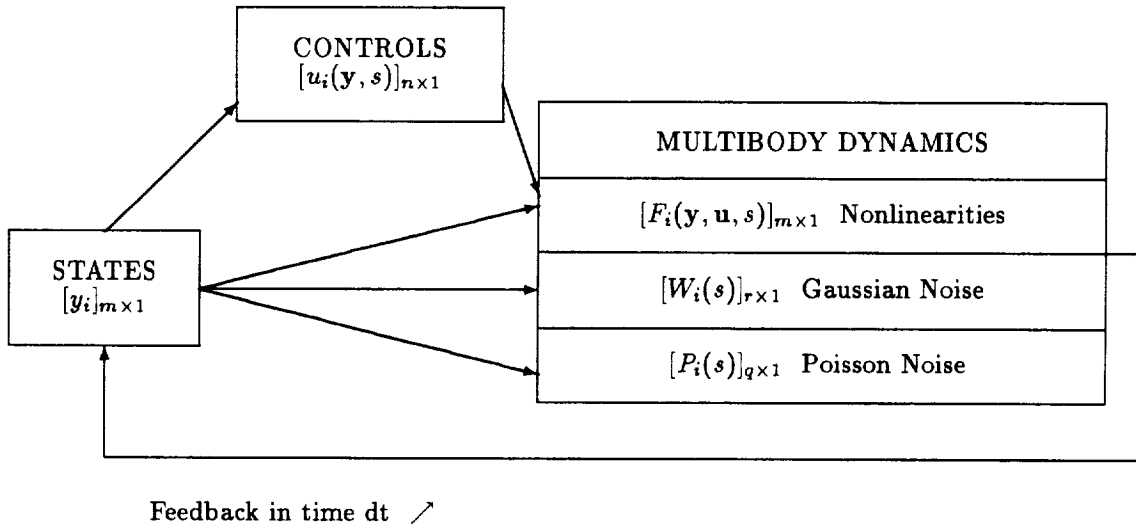 CONTROLS
[u_i(y, s)]_{n×1}
MULTIBODY DYNAMICS
[F_i(y, u, s)]_{m×1} Nonlinearities
STATES
[y_i]_{m×1}
[W_i(s)]_{r×1} Gaussian Noise
[P_i(s)]_{q×1} Poisson Noise
Feedback in time dt ↗